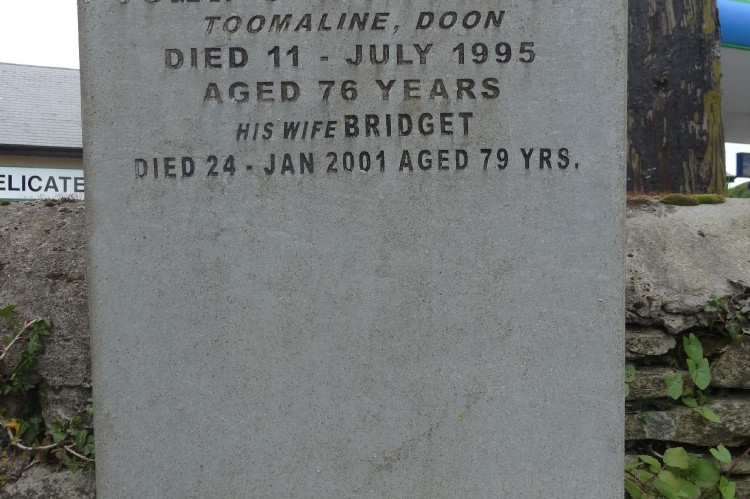 TOOMALINE, DOON
DIED 11 - JULY 1995
AGED 76 YEARS
HIS WIFE BRIDGET
DIED 24 - JAN 2001 AGED 79 YRS.
ELICATE